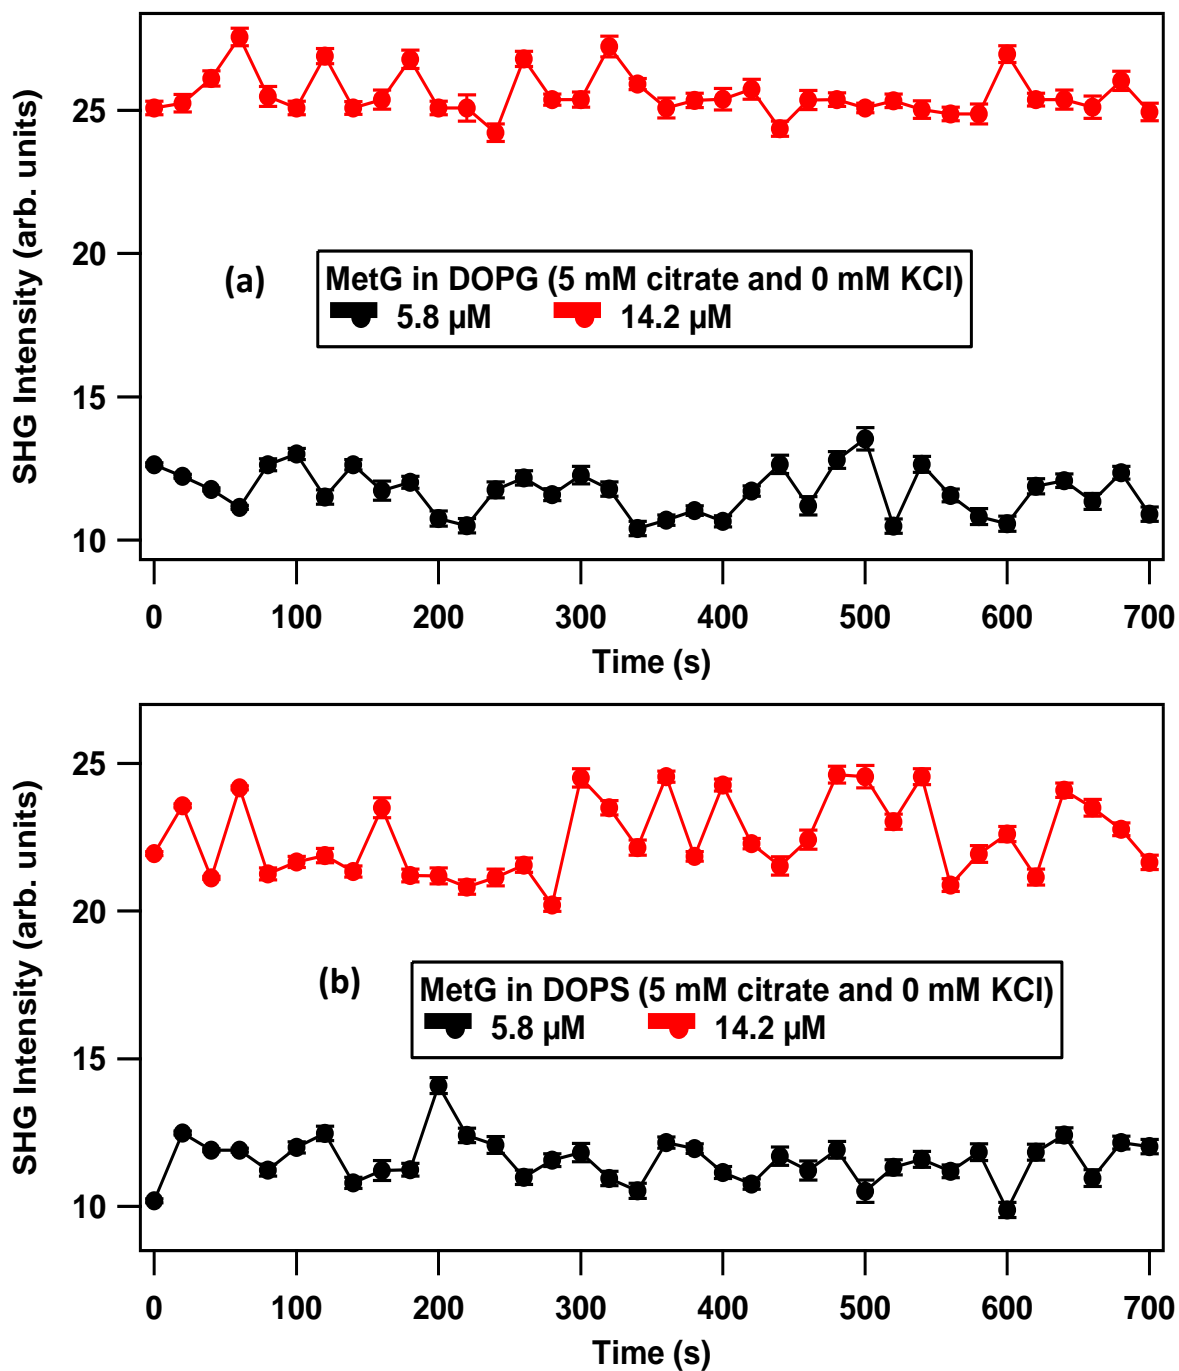 SHG Intensity (arb. units)
25
20
15
10
(a)
MetG in DOPG (5 mM citrate and 0 mM KCl)
5.8 µM 14.2 µM
0 100 200 300 400 500 600 700
Time (s)
SHG Intensity (arb. units)
25
20
15
10
(b)
MetG in DOPS (5 mM citrate and 0 mM KCl)
5.8 µM 14.2 µM
0 100 200 300 400 500 600 700
Time (s)